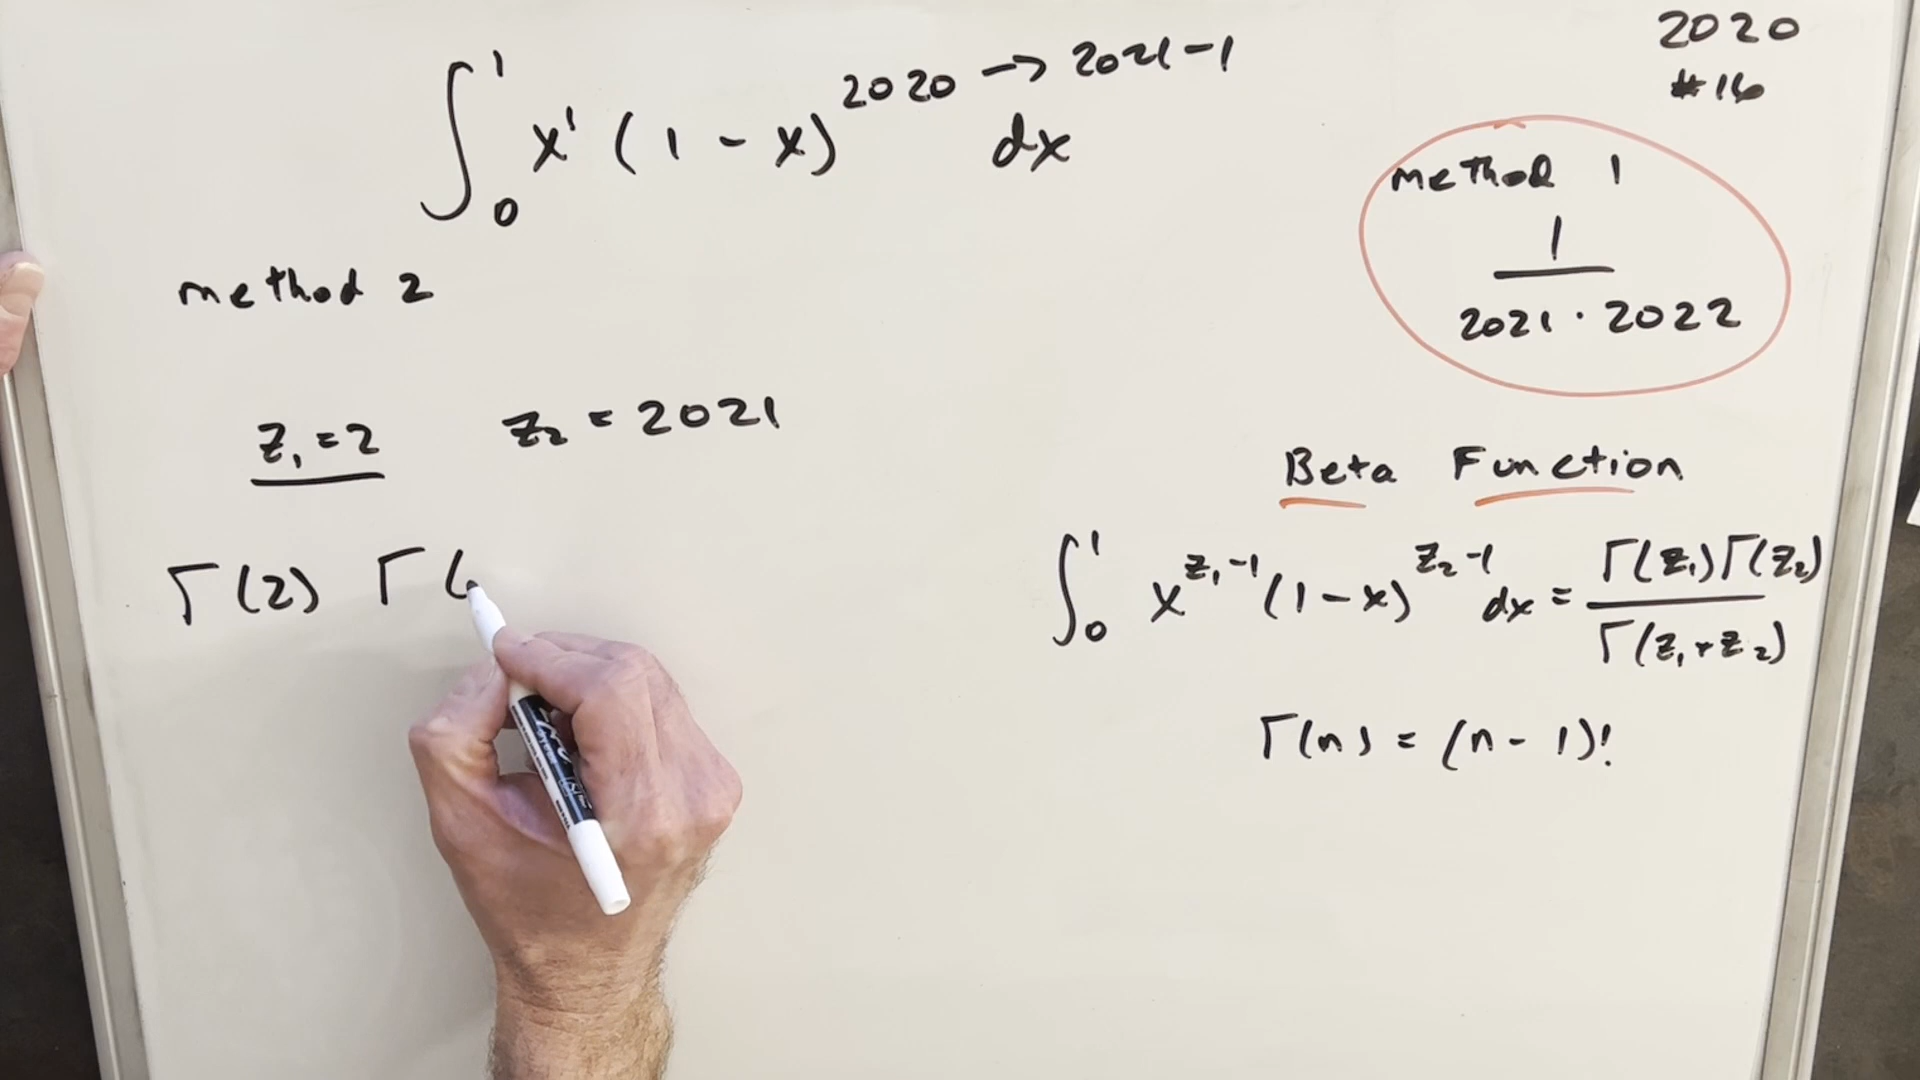 2020
#16
∫₀¹ x¹ (1 - x)^2020 → 2021-1 dx
method 1
1
2021 · 2022
method 2
z₁ = 2 z₂ = 2021
Beta Function
Γ(2) Γ(
∫₀¹ x^(z₁-1) (1-x)^(z₂-1) dx = Γ(z₁)Γ(z₂) / Γ(z₁+z₂)
Γ(n) = (n - 1)!